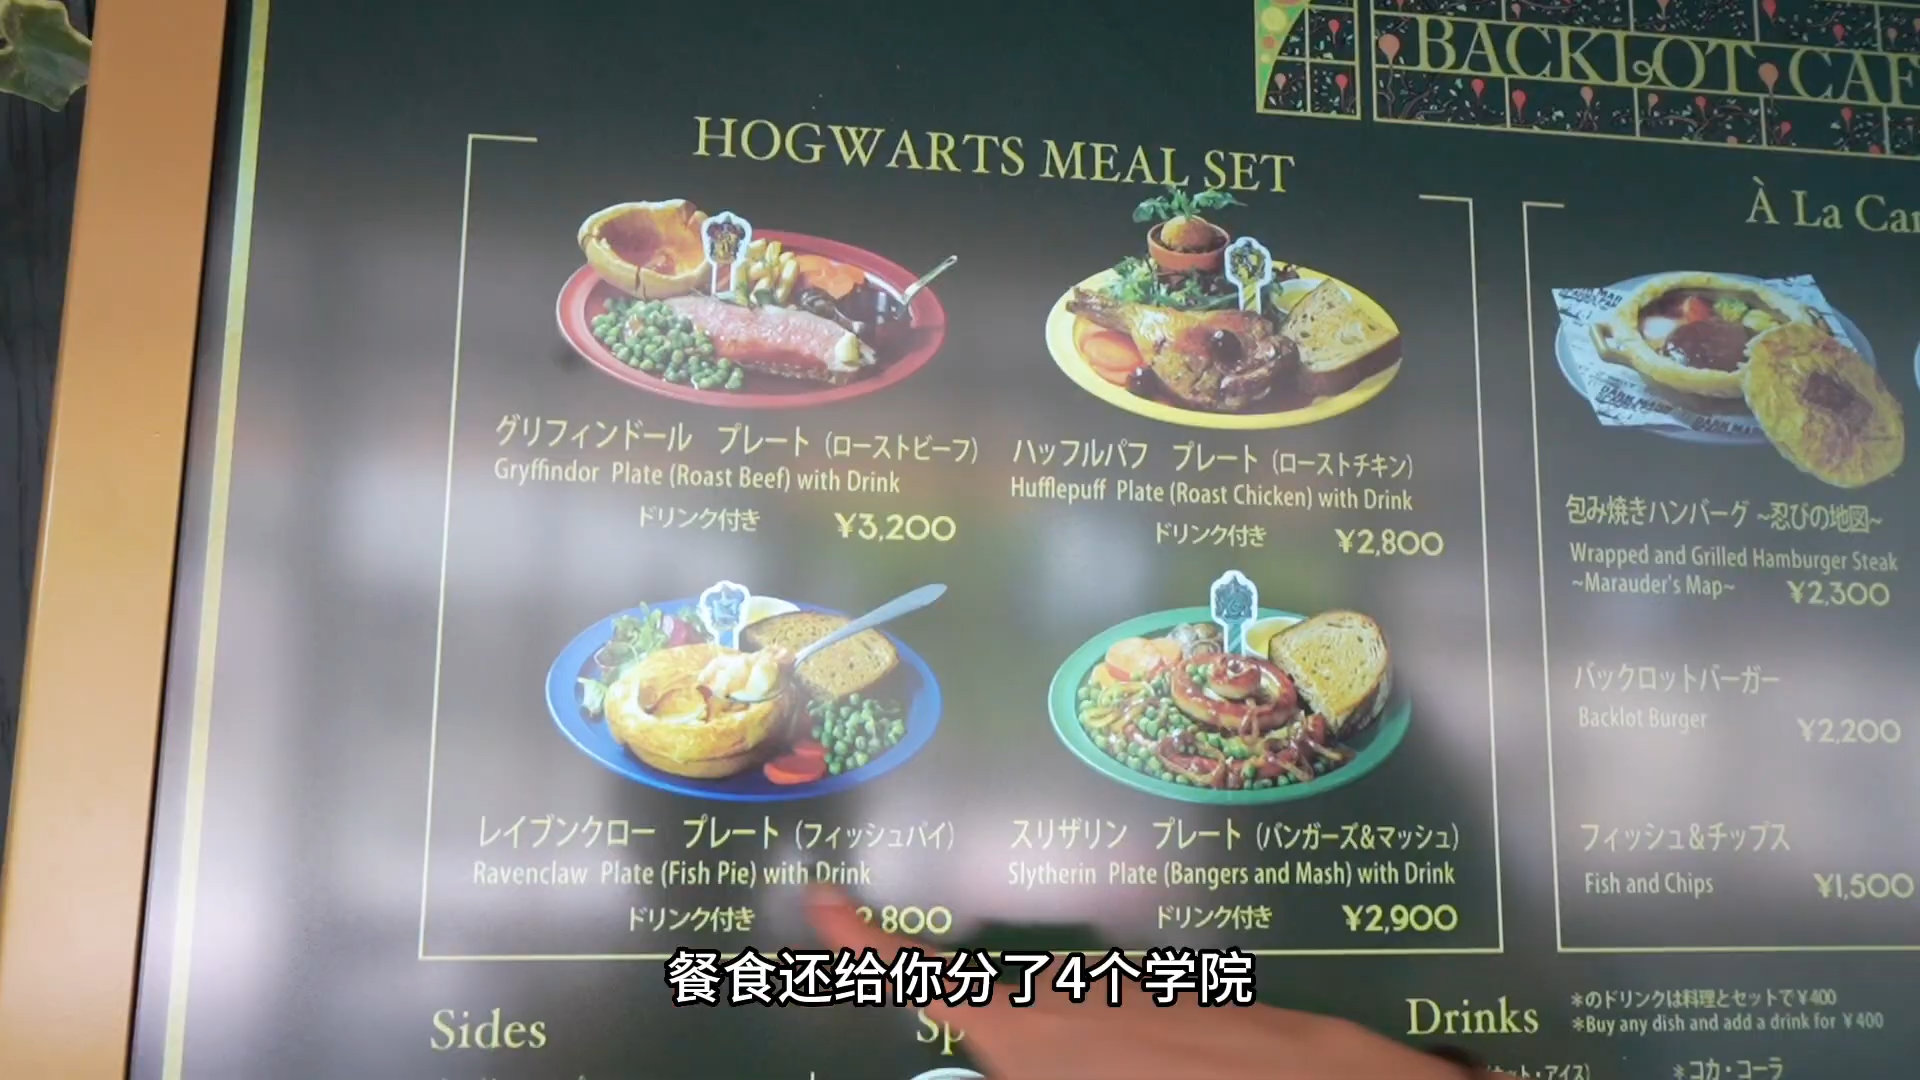 BACKLOT CAF
HOGWARTS MEAL SET
À La Car
グリフィンドール プレート (ローストビーフ)
Gryffindor Plate (Roast Beef) with Drink
ドリンク付き ¥3,200
ハッフルパフ プレート (ローストチキン)
Hufflepuff Plate (Roast Chicken) with Drink
ドリンク付き ¥2,800
包み焼きハンバーグ ~忍びの地図~
Wrapped and Grilled Hamburger Steak
~Marauder's Map~ ¥2,300
バックロットバーガー
Backlot Burger ¥2,200
レイブンクロー プレート (フィッシュパイ)
Ravenclaw Plate (Fish Pie) with Drink
ドリンク付き 2,800
スリザリン プレート (バンガーズ&マッシュ)
Slytherin Plate (Bangers and Mash) with Drink
ドリンク付き ¥2,900
フィッシュ&チップス
Fish and Chips ¥1,500
餐食还给你分了4个学院
Sides
Sp
Drinks
*のドリンクは料理とセットで¥400
*Buy any dish and add a drink for ¥400
ホット・アイス)
*コカ・コーラ